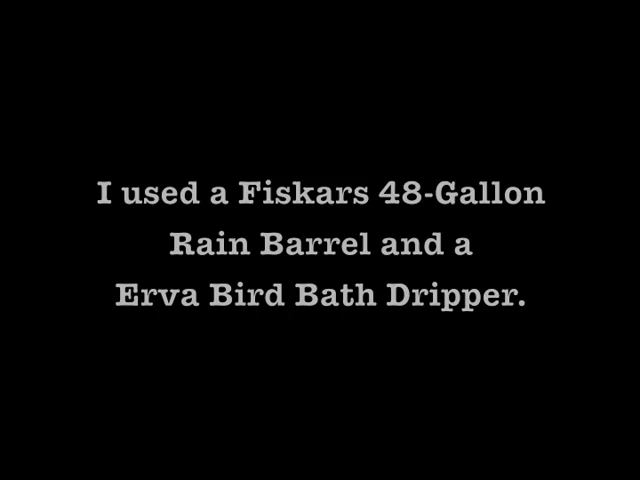 I used a Fiskars 48-Gallon
Rain Barrel and a
Erva Bird Bath Dripper.